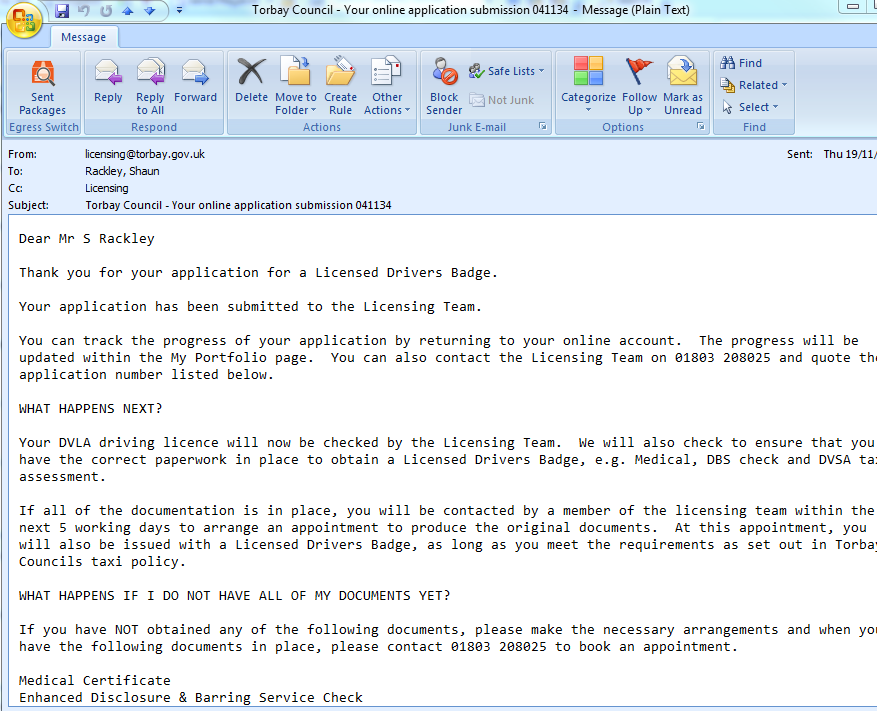 Torbay Council - Your online application submission 041134 - Message (Plain Text)
Message
Sent Packages
Reply
Reply to All
Forward
Delete
Move to Folder
Create Rule
Other Actions
Block Sender
Safe Lists
Not Junk
Categorize
Follow Up
Mark as Unread
Find
Related
Select
Egress Switch
Respond
Actions
Junk E-mail
Options
Find
From: licensing@torbay.gov.uk
Sent: Thu 19/11/
To: Rackley, Shaun
Cc: Licensing
Subject: Torbay Council - Your online application submission 041134
Dear Mr S Rackley
Thank you for your application for a Licensed Drivers Badge.
Your application has been submitted to the Licensing Team.
You can track the progress of your application by returning to your online account.  The progress will be
updated within the My Portfolio page.  You can also contact the Licensing Team on 01803 208025 and quote the
application number listed below.
WHAT HAPPENS NEXT?
Your DVLA driving licence will now be checked by the Licensing Team.  We will also check to ensure that you
have the correct paperwork in place to obtain a Licensed Drivers Badge, e.g. Medical, DBS check and DVSA tax
assessment.
If all of the documentation is in place, you will be contacted by a member of the licensing team within the
next 5 working days to arrange an appointment to produce the original documents.  At this appointment, you
will also be issued with a Licensed Drivers Badge, as long as you meet the requirements as set out in Torbay
Councils taxi policy.
WHAT HAPPENS IF I DO NOT HAVE ALL OF MY DOCUMENTS YET?
If you have NOT obtained any of the following documents, please make the necessary arrangements and when you
have the following documents in place, please contact 01803 208025 to book an appointment.
Medical Certificate
Enhanced Disclosure & Barring Service Check